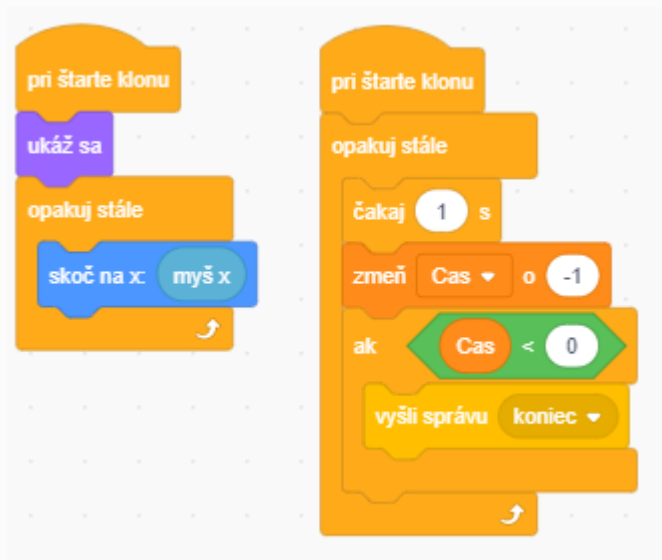 pri štarte klonu
ukáž sa
opakuj stále
skoč na x: myš x
pri štarte klonu
opakuj stále
čakaj 1 s
zmeň Cas o -1
ak Cas < 0
vyšli správu koniec